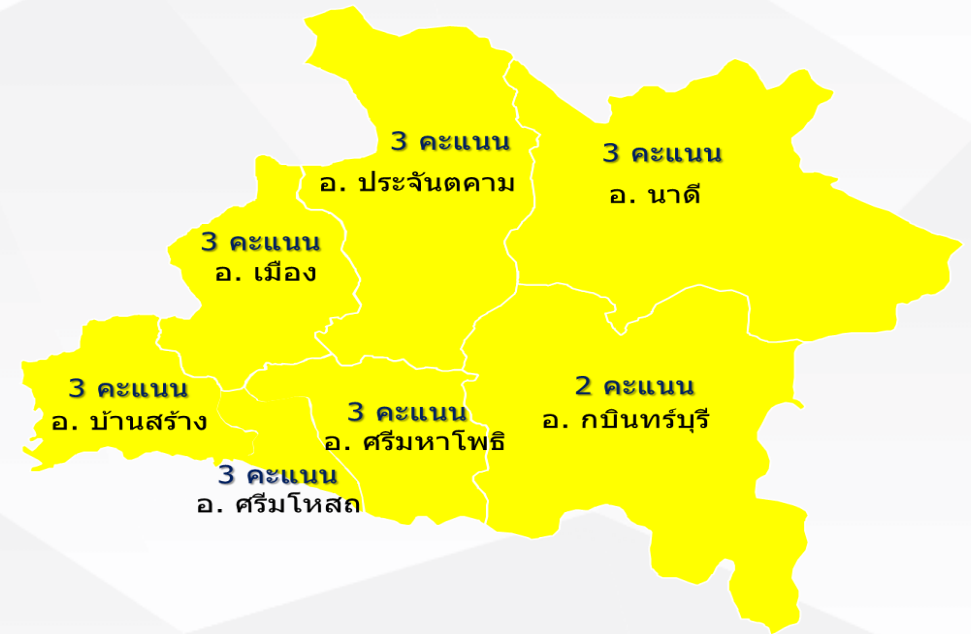 3 คะแนน
อ. ประจันตคาม
3 คะแนน
อ. นาดี
3 คะแนน
อ. เมือง
3 คะแนน
อ. บ้านสร้าง
3 คะแนน
อ. ศรีมหาโพธิ
2 คะแนน
อ. กบินทร์บุรี
3 คะแนน
อ. ศรีมโหสถ